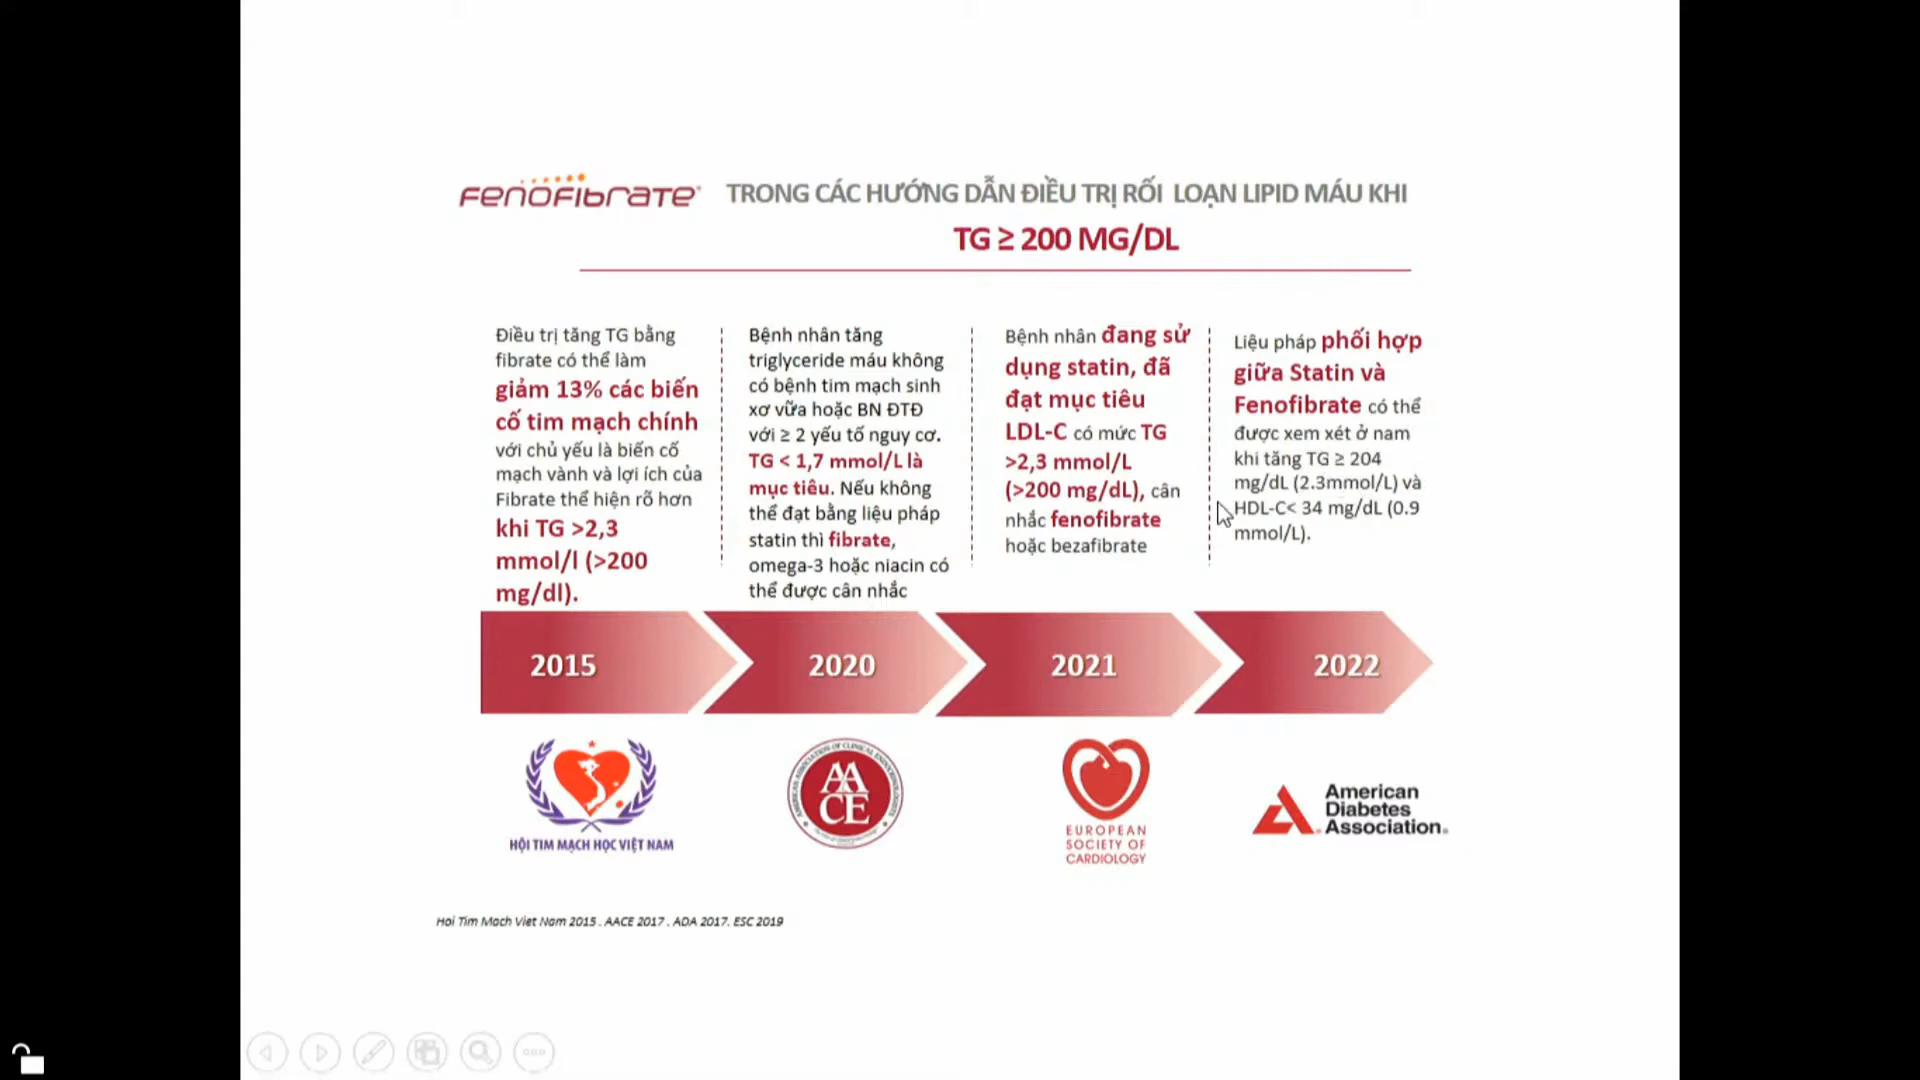 FENOFIBRATE TRONG CÁC HƯỚNG DẪN ĐIỀU TRỊ RỐI LOẠN LIPID MÁU KHI
TG ≥ 200 MG/DL
Điều trị tăng TG bằng
fibrate có thể làm
giảm 13% các biến
cố tim mạch chính
với chủ yếu là biến cố
mạch vành và lợi ích của
Fibrate thể hiện rõ hơn
khi TG >2,3
mmol/l (>200
mg/dl).
Bệnh nhân tăng
triglyceride máu không
có bệnh tim mạch sinh
xơ vữa hoặc BN ĐTĐ
với ≥ 2 yếu tố nguy cơ.
TG < 1,7 mmol/L là
mục tiêu. Nếu không
thể đạt bằng liệu pháp
statin thì fibrate,
omega-3 hoặc niacin có
thể được cân nhắc
Bệnh nhân đang sử
dụng statin, đã
đạt mục tiêu
LDL-C có mức TG
>2,3 mmol/L
(>200 mg/dL), cân
nhắc fenofibrate
hoặc bezafibrate
Liệu pháp phối hợp
giữa Statin và
Fenofibrate có thể
được xem xét ở nam
khi tăng TG ≥ 204
mg/dL (2.3mmol/L) và
HDL-C< 34 mg/dL (0.9
mmol/L).
2015
2020
2021
2022
HỘI TIM MẠCH HỌC VIỆT NAM
AMERICAN ASSOCIATION OF CLINICAL ENDOCRINOLOGISTS
AA
CE
EUROPEAN
SOCIETY OF
CARDIOLOGY
American
Diabetes
Association.
Hoi Tim Mach Viet Nam 2015 . AACE 2017 . ADA 2017. ESC 2019